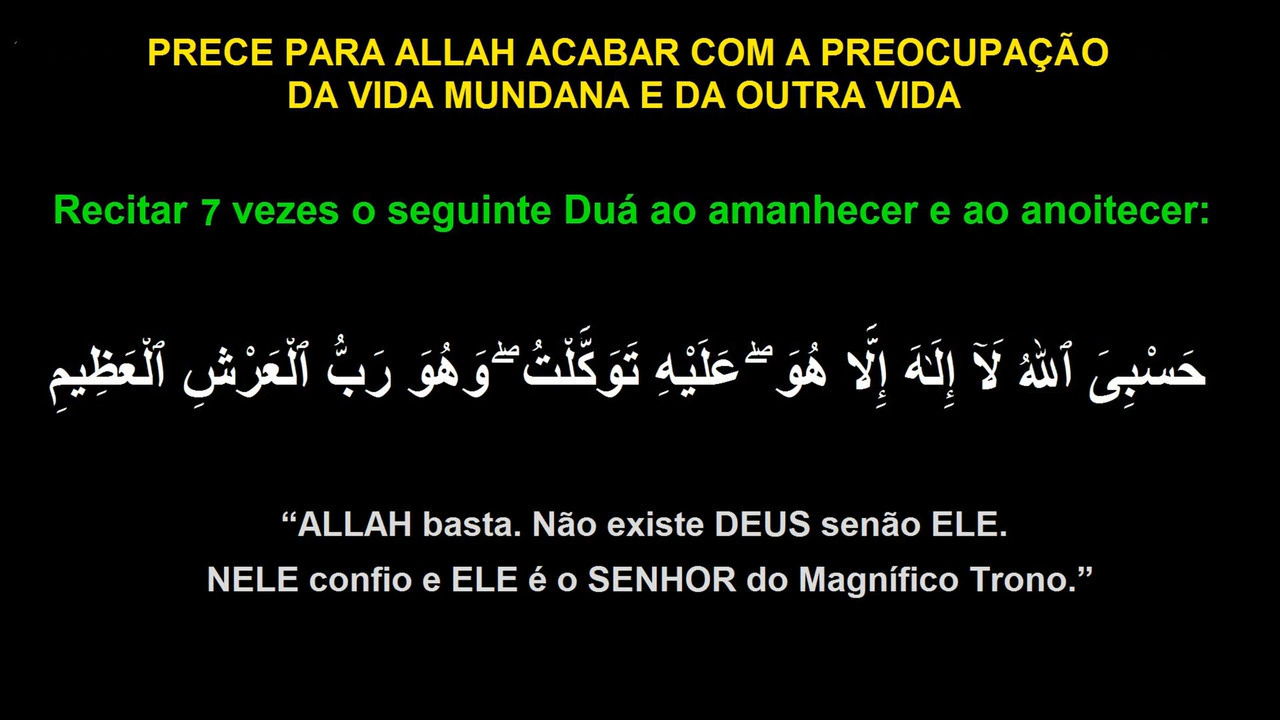 PRECE PARA ALLAH ACABAR COM A PREOCUPAÇÃO
DA VIDA MUNDANA E DA OUTRA VIDA
Recitar 7 vezes o seguinte Duá ao amanhecer e ao anoitecer:
حَسْبِىَ ٱللهُ لَآ إِلَـٰهَ إِلَّا هُوَ ۖ عَلَيْهِ تَوَكَّلْتُ ۖ وَهُوَ رَبُّ ٱلْعَرْشِ ٱلْعَظِيمِ
“ALLAH basta. Não existe DEUS senão ELE.
NELE confio e ELE é o SENHOR do Magnífico Trono.”